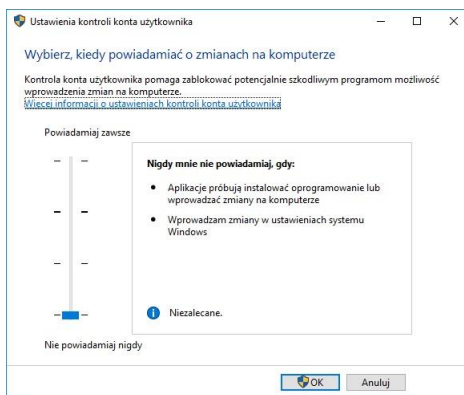 Ustawienia kontroli konta użytkownika
Wybierz, kiedy powiadamiać o zmianach na komputerze
Kontrola konta użytkownika pomaga zablokować potencjalnie szkodliwym programom możliwość
wprowadzenia zmian na komputerze.
Więcej informacji o ustawieniach kontroli konta użytkownika
Powiadamiaj zawsze
Nigdy mnie nie powiadamiaj, gdy:
• Aplikacje próbują instalować oprogramowanie lub
wprowadzać zmiany na komputerze
• Wprowadzam zmiany w ustawieniach systemu
Windows
Niezalecane.
Nie powiadamiaj nigdy
OK Anuluj